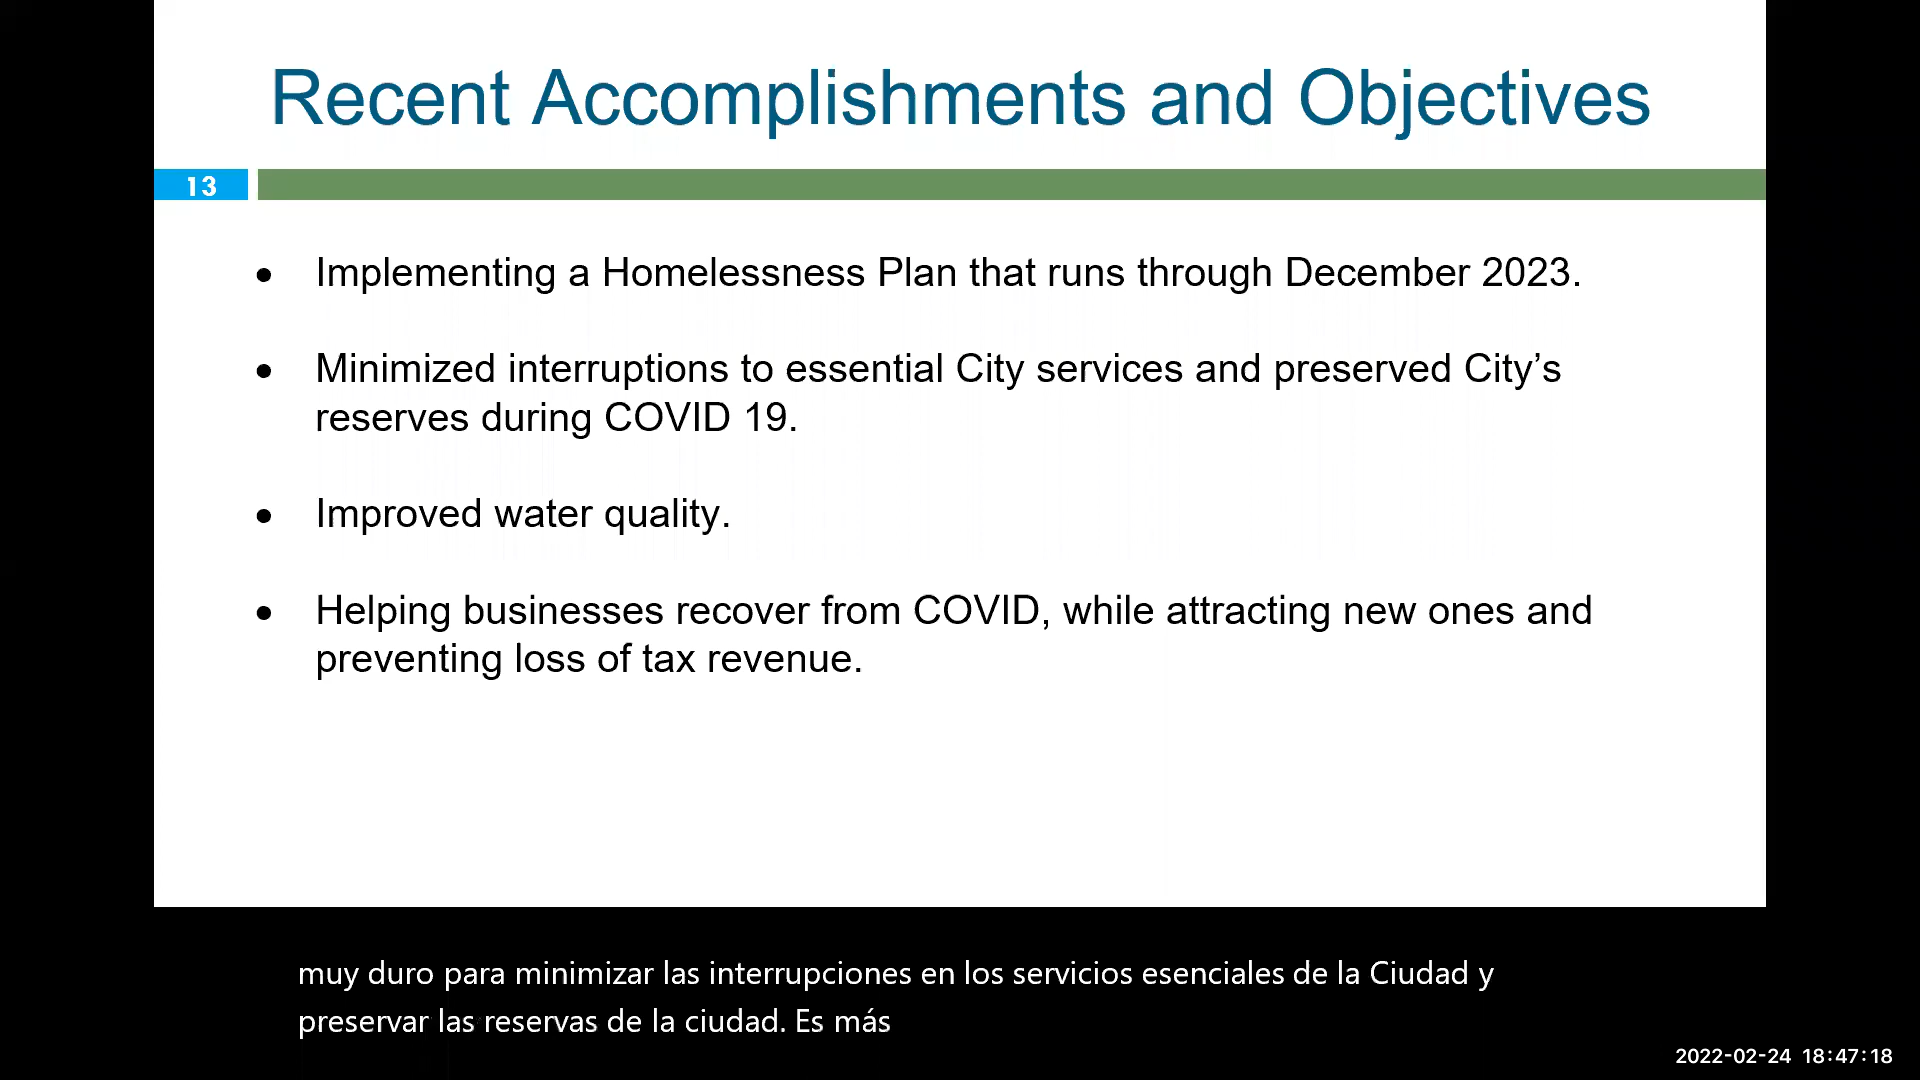 Recent Accomplishments and Objectives
13
• Implementing a Homelessness Plan that runs through December 2023.
• Minimized interruptions to essential City services and preserved City’s
reserves during COVID 19.
• Improved water quality.
• Helping businesses recover from COVID, while attracting new ones and
preventing loss of tax revenue.
muy duro para minimizar las interrupciones en los servicios esenciales de la Ciudad y
preservar las reservas de la ciudad. Es más
2022-02-24 18:47:18